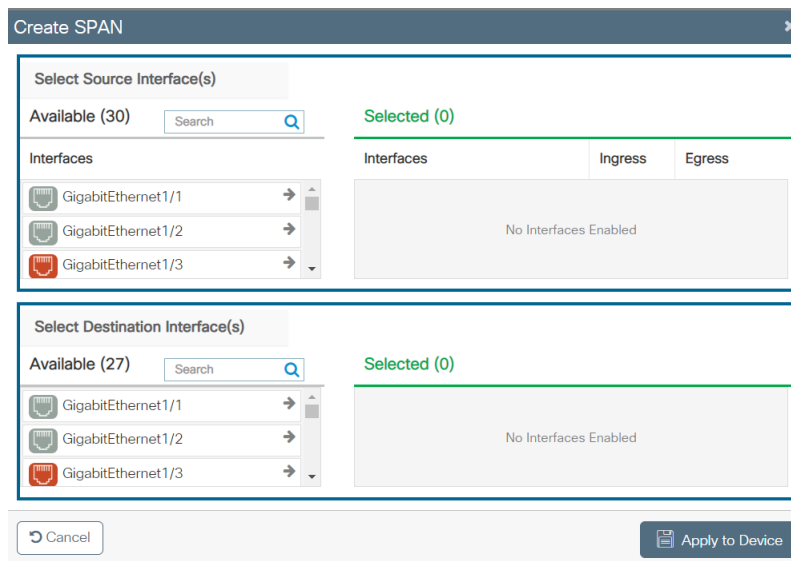 Create SPAN
Select Source Interface(s)
Available (30) Search Selected (0)
Interfaces Interfaces Ingress Egress
GigabitEthernet1/1
GigabitEthernet1/2 No Interfaces Enabled
GigabitEthernet1/3
Select Destination Interface(s)
Available (27) Search Selected (0)
GigabitEthernet1/1
GigabitEthernet1/2 No Interfaces Enabled
GigabitEthernet1/3
Cancel Apply to Device